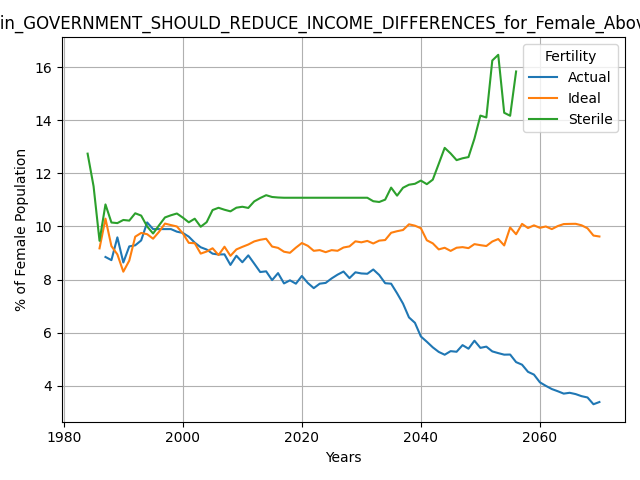 in_GOVERNMENT_SHOULD_REDUCE_INCOME_DIFFERENCES_for_Female_Abov
Fertility
Actual
Ideal
Sterile
% of Female Population
16
14
12
10
8
6
4
1980
2000
2020
2040
2060
Years